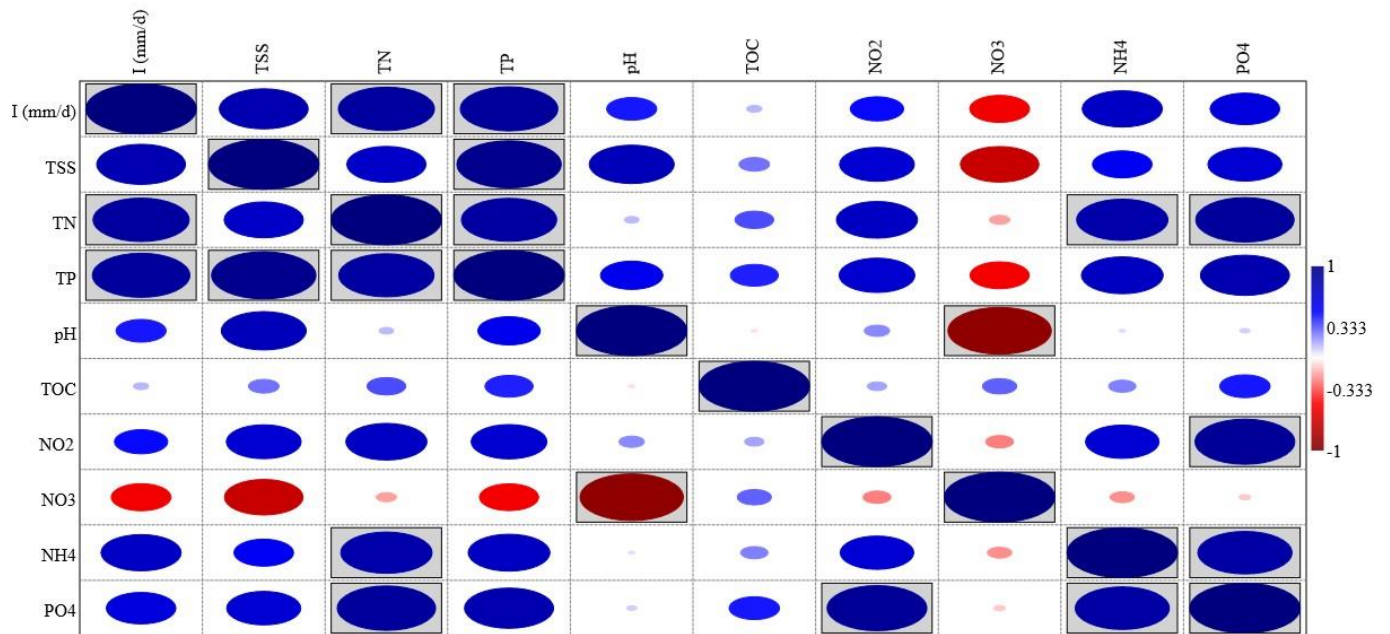 I (mm/d)
TSS
TN
TP
pH
TOC
NO2
NO3
NH4
PO4
I (mm/d)
TSS
TN
TP
pH
TOC
NO2
NO3
NH4
PO4
1
0.333
-0.333
-1